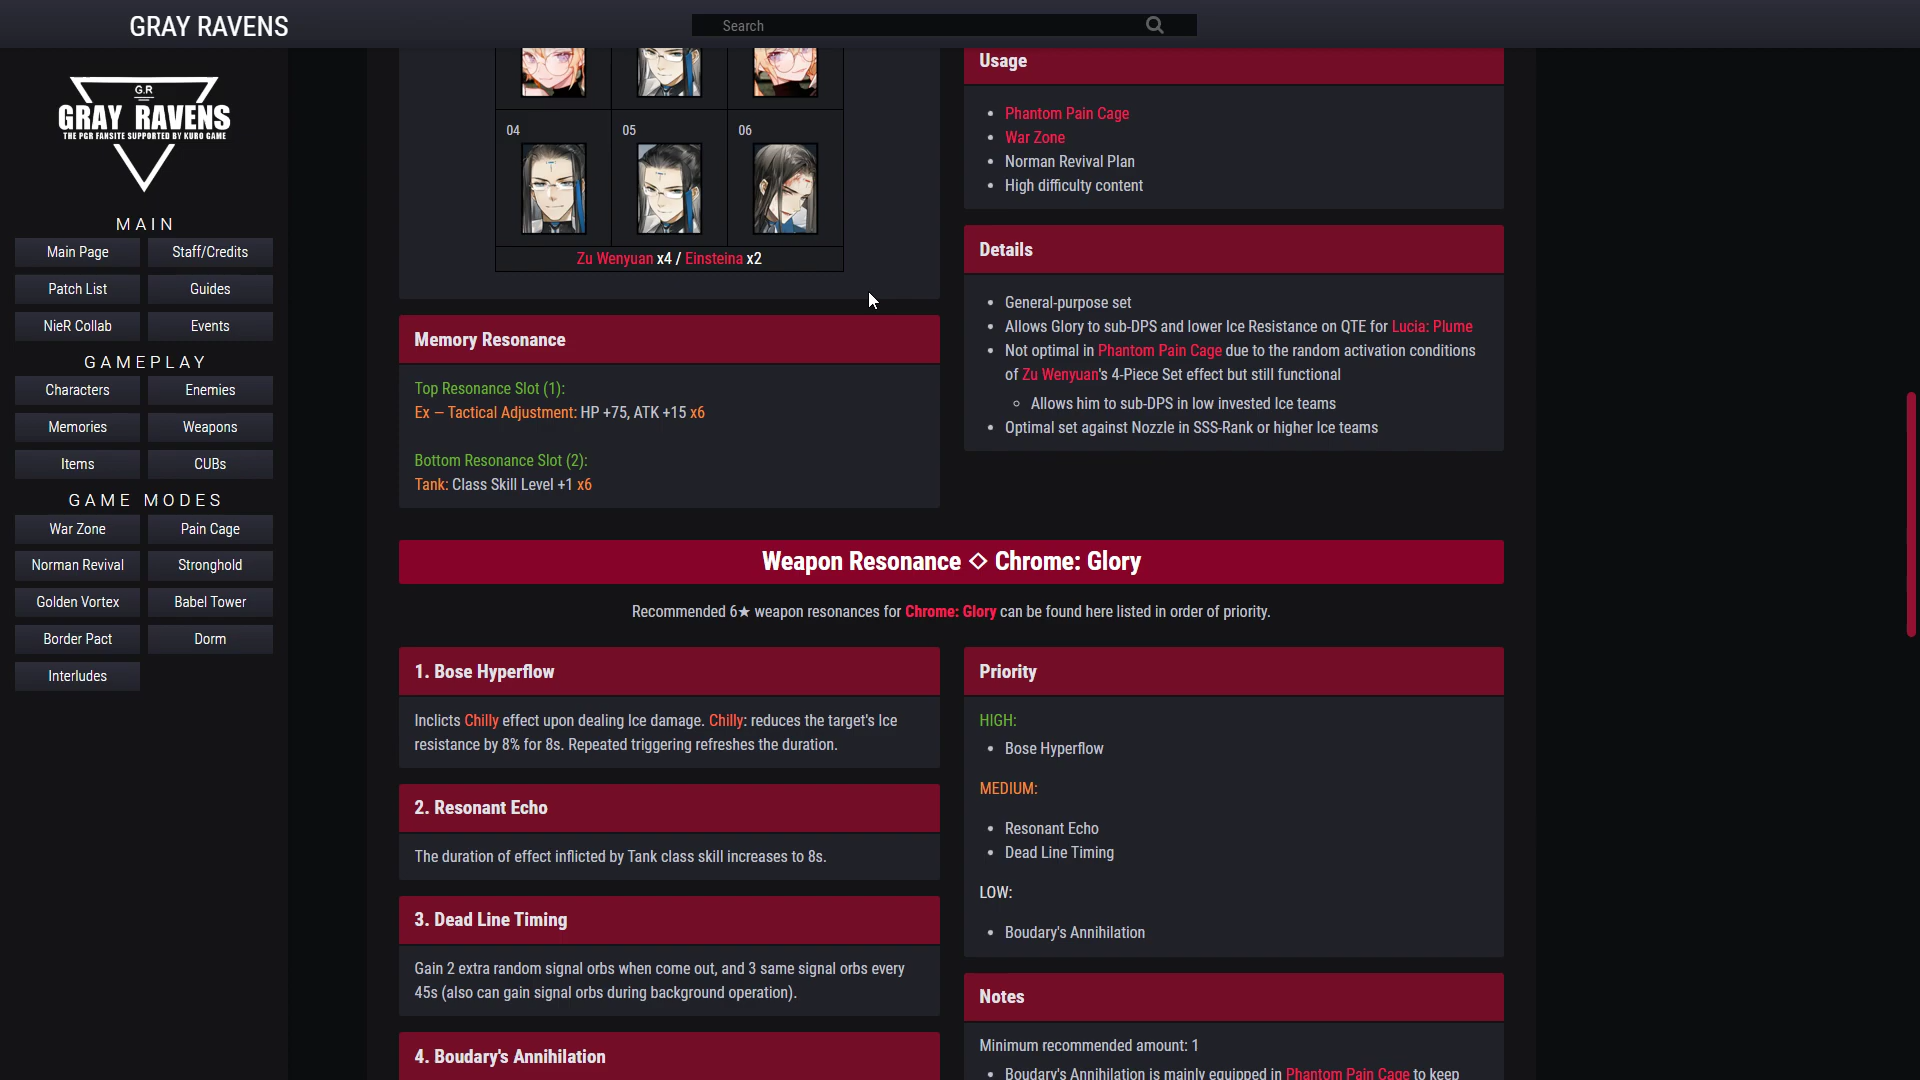 GRAY RAVENS
Search
G.R
GRAY RAVENS
THE PGR FANSITE SUPPORTED BY KURO GAME
MAIN
Main Page
Staff/Credits
Patch List
Guides
NieR Collab
Events
GAMEPLAY
Characters
Enemies
Memories
Weapons
Items
CUBs
GAME MODES
War Zone
Pain Cage
Norman Revival
Stronghold
Golden Vortex
Babel Tower
Border Pact
Dorm
Interludes
04
05
06
Zu Wenyuan x4 / Einsteina x2
Memory Resonance
Top Resonance Slot (1):
Ex — Tactical Adjustment: HP +75, ATK +15 x6
Bottom Resonance Slot (2):
Tank: Class Skill Level +1 x6
Usage
• Phantom Pain Cage
• War Zone
• Norman Revival Plan
• High difficulty content
Details
• General-purpose set
• Allows Glory to sub-DPS and lower Ice Resistance on QTE for Lucia: Plume
• Not optimal in Phantom Pain Cage due to the random activation conditions
of Zu Wenyuan's 4-Piece Set effect but still functional
◦ Allows him to sub-DPS in low invested Ice teams
• Optimal set against Nozzle in SSS-Rank or higher Ice teams
Weapon Resonance ◇ Chrome: Glory
Recommended 6★ weapon resonances for Chrome: Glory can be found here listed in order of priority.
1. Bose Hyperflow
Inclicts Chilly effect upon dealing Ice damage. Chilly: reduces the target's Ice
resistance by 8% for 8s. Repeated triggering refreshes the duration.
2. Resonant Echo
The duration of effect inflicted by Tank class skill increases to 8s.
3. Dead Line Timing
Gain 2 extra random signal orbs when come out, and 3 same signal orbs every
45s (also can gain signal orbs during background operation).
4. Boudary's Annihilation
Priority
HIGH:
• Bose Hyperflow
MEDIUM:
• Resonant Echo
• Dead Line Timing
LOW:
• Boudary's Annihilation
Notes
Minimum recommended amount: 1
• Boudary's Annihilation is mainly equipped in Phantom Pain Cage to keep